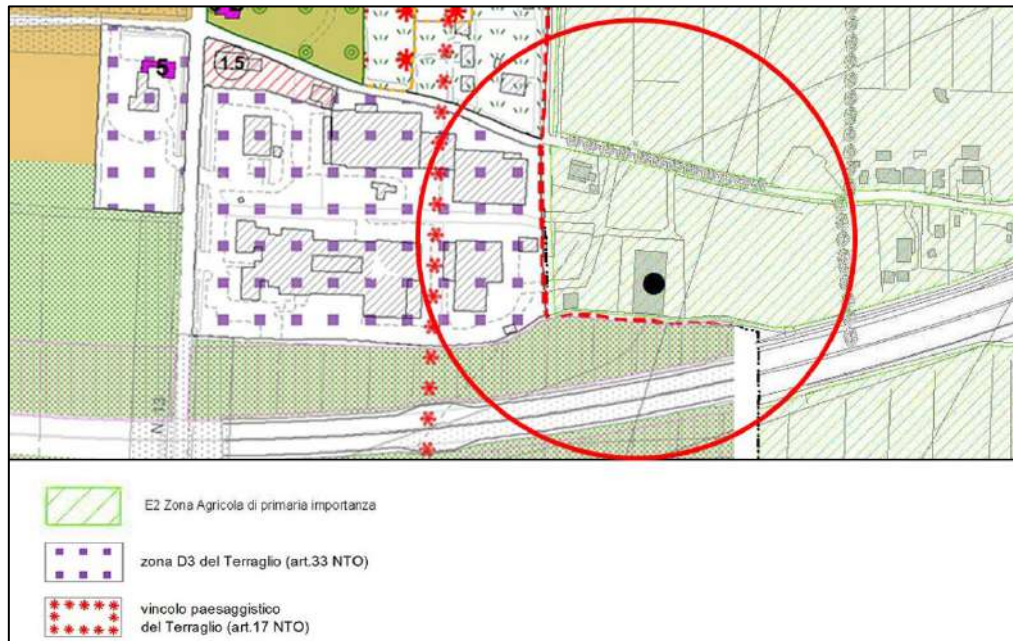 1.5
5
N. 13
E2 Zona Agricola di primaria importanza
zona D3 del Terraglio (art.33 NTO)
vincolo paesaggistico
del Terraglio (art.17 NTO)